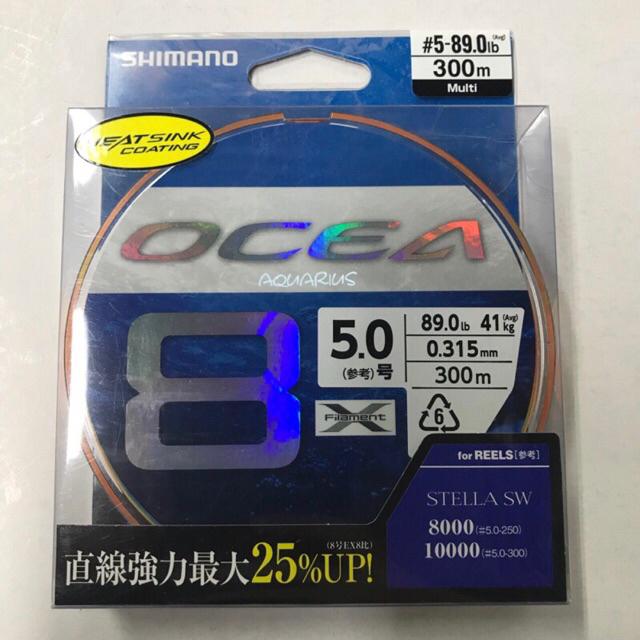 SHIMANO
(Avg)
#5-89.0lb
300m
Multi
HEATSINK
COATING
OCEA
AQUARIUS
8
5.0
(参考)号
(Avg)
89.0lb 41kg
0.315mm
300m
Filament X
6
for REELS[参考]
STELLA SW
8000(#5.0-250)
10000(#5.0-300)
(8号EX8比)
直線強力最大25%UP!